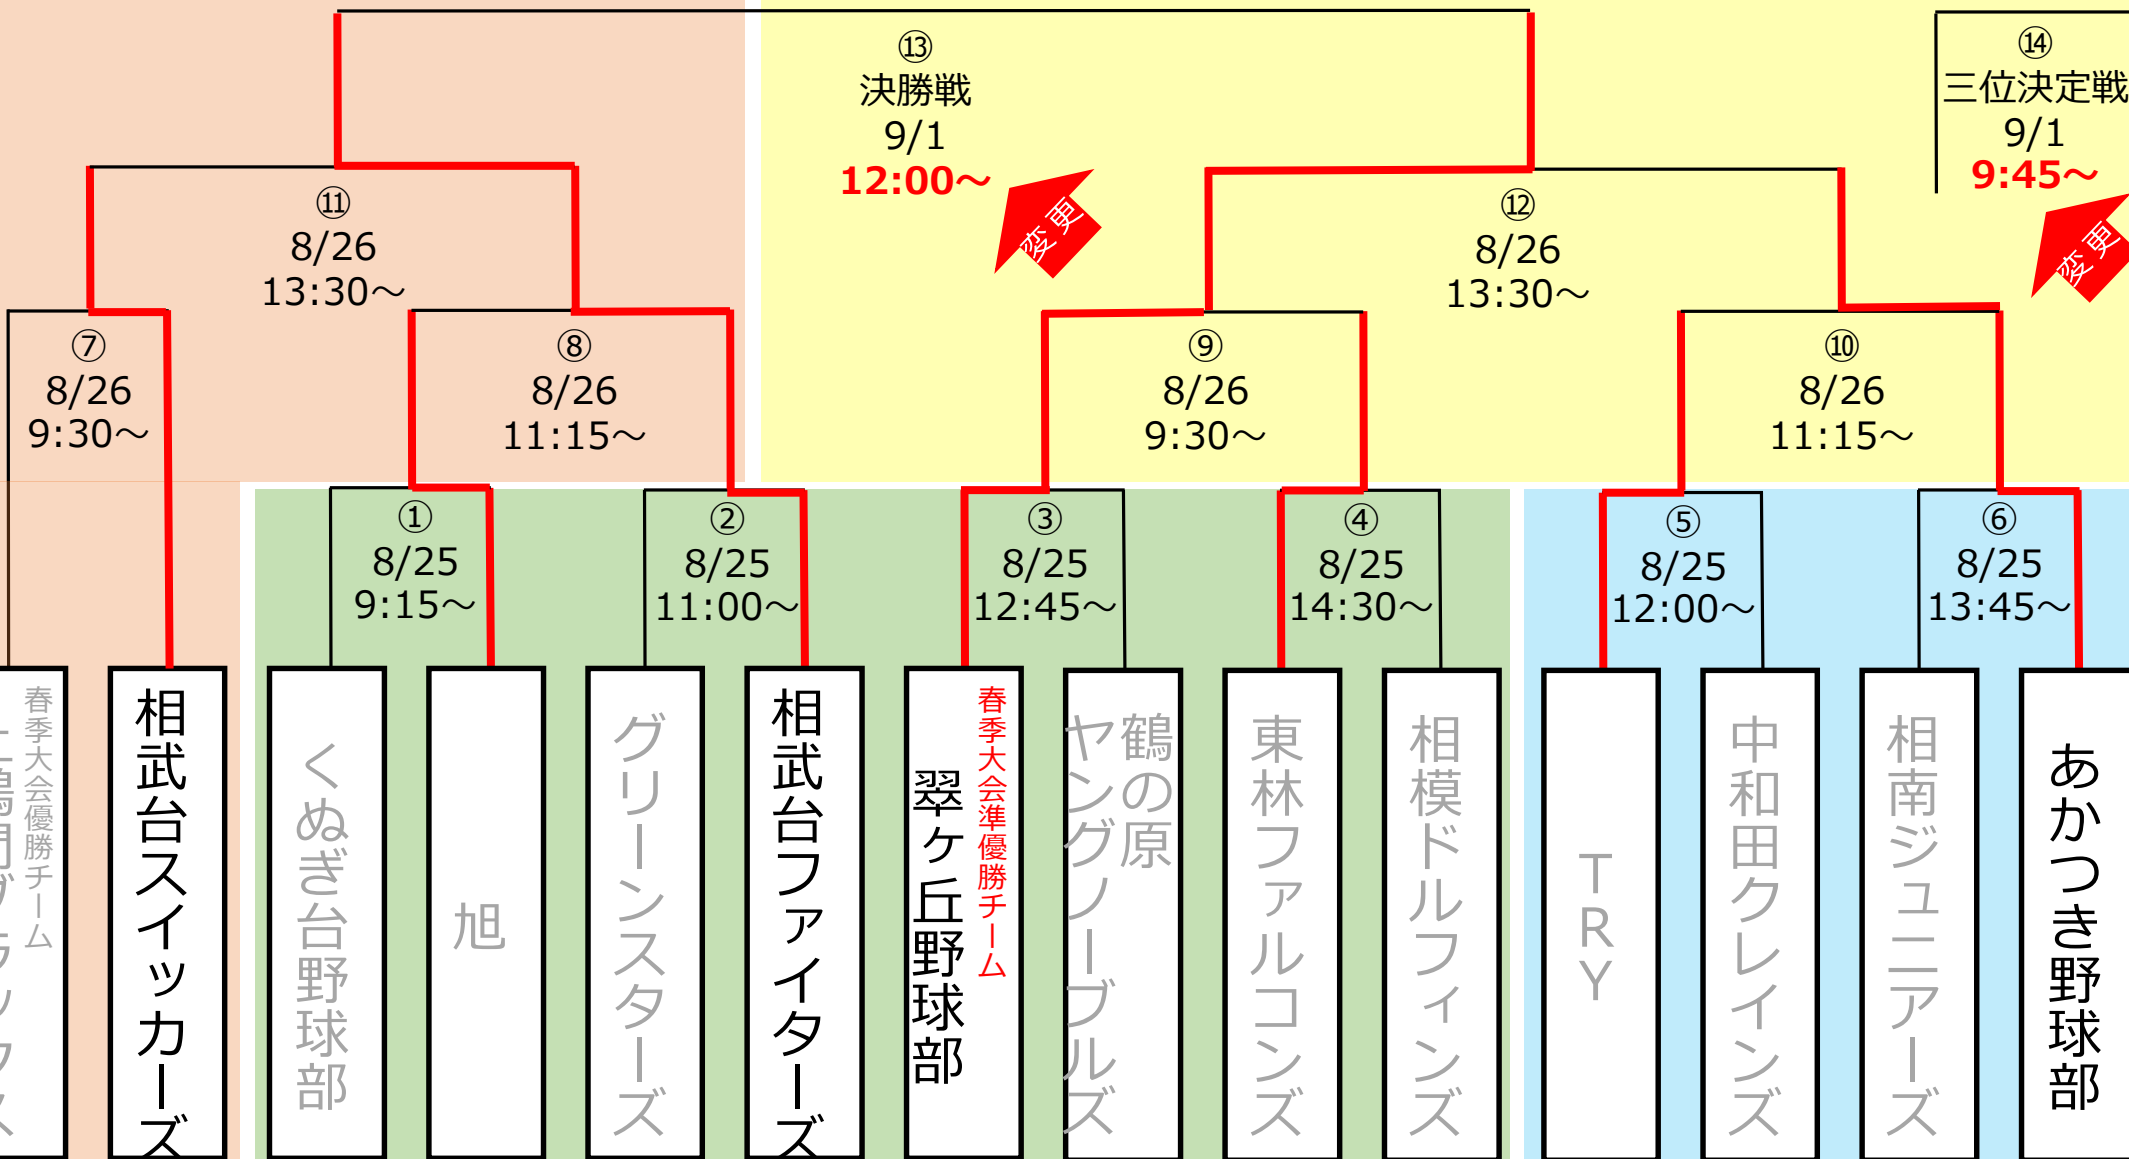 ⑬
決勝戦
9/1
12:00～
変更
⑭
三位決定戦
9/1
9:45～
変更
⑪
8/26
13:30～
⑫
8/26
13:30～
⑦
8/26
9:30～
⑧
8/26
11:15～
⑨
8/26
9:30～
⑩
8/26
11:15～
①
8/25
9:15～
②
8/25
11:00～
③
8/25
12:45～
④
8/25
14:30～
⑤
8/25
12:00～
⑥
8/25
13:45～
春季大会優勝チーム
相武台スイッカーズ
くぬぎ台野球部
旭
グリーンスターズ
相武台ファイターズ
春季大会準優勝チーム
翠ヶ丘野球部
鶴の原
ヤングノーブルズ
東林ファルコンズ
相模ドルフィンズ
TRY
中和田クレインズ
相南ジュニアーズ
あかつき野球部